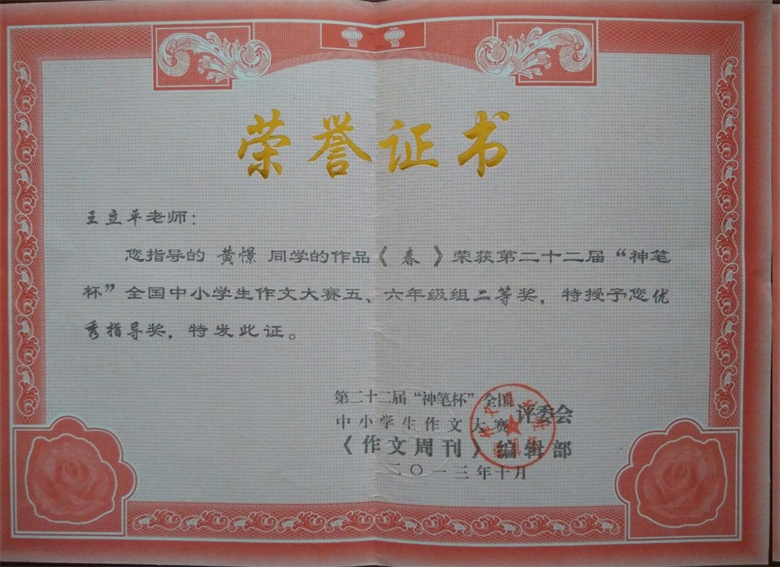 荣誉证书
王立平老师：
您指导的 黄憬 同学的作品《 春 》荣获第二十二届“神笔
杯”全国中小学生作文大赛五、六年级组二等奖，特授予您优
秀指导奖，特发此证。
第二十二届“神笔杯”全国
中小学生作文大赛 评委会
《作文周刊》编辑部
二〇一三年十月